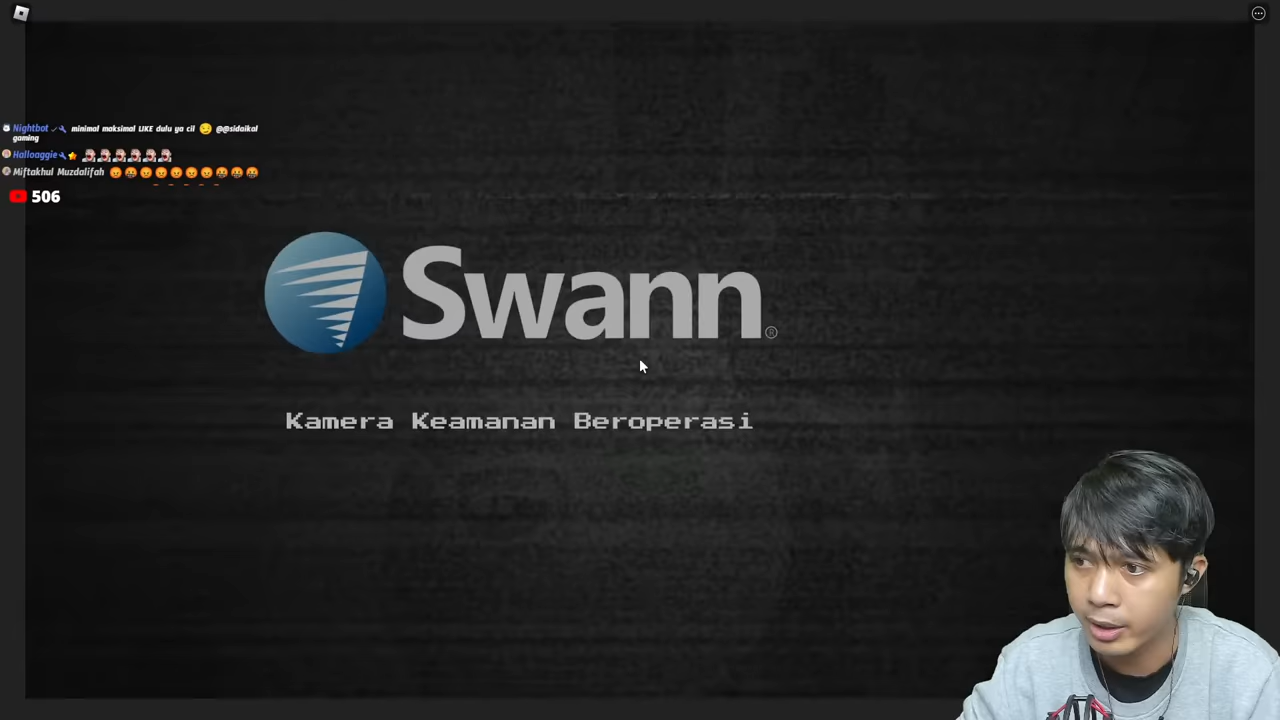 Nightbot minimal maksimal LIKE dulu ya cil @@sidaikal
gaming
Halloaggie
Miftakhul Muzdalifah
506
Swann®
Kamera Keamanan Beroperasi